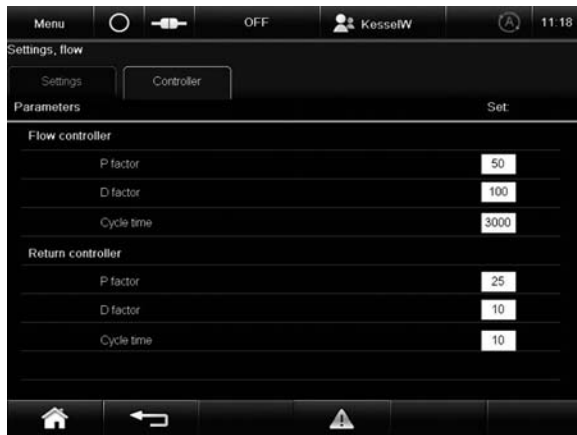 Menu OFF KesselW A 11:18
Settings, flow
Settings Controller
Parameters Set:
Flow controller
P factor 50
D factor 100
Cycle time 3000
Return controller
P factor 25
D factor 10
Cycle time 10